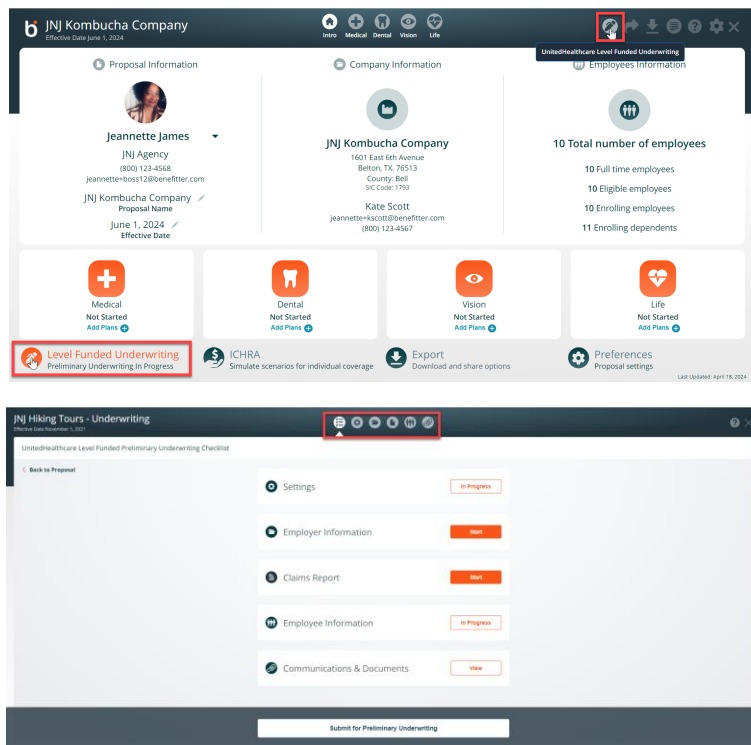 JNJ Kombucha Company
Effective Date June 1, 2024
Intro Medical Dental Vision Life
UnitedHealthcare Level Funded Underwriting
Proposal Information
Jeannette James
JNJ Agency
(800) 123-4568
jeannette+boss12@benefitter.com
JNJ Kombucha Company
Proposal Name
June 1, 2024
Effective Date
Company Information
JNJ Kombucha Company
1601 East 6th Avenue
Belton, TX. 76513
County: Bell
SIC Code: 1793
Kate Scott
jeannette+kscott@benefitter.com
(800) 123-4567
Employees Information
10 Total number of employees
10 Full time employees
10 Eligible employees
10 Enrolling employees
11 Enrolling dependents
Medical
Not Started
Add Plans
Dental
Not Started
Add Plans
Vision
Not Started
Add Plans
Life
Not Started
Add Plans
Level Funded Underwriting
Preliminary Underwriting In Progress
ICHRA
Simulate scenarios for individual coverage
Export
Download and share options
Preferences
Proposal settings
Last Updated: April 18, 2024
JNJ Hiking Tours - Underwriting
Effective Date November 1, 2021
UnitedHealthcare Level Funded Preliminary Underwriting Checklist
Back to Proposal
Settings
In Progress
Employer Information
Start
Claims Report
Start
Employee Information
In Progress
Communications & Documents
View
Submit for Preliminary Underwriting